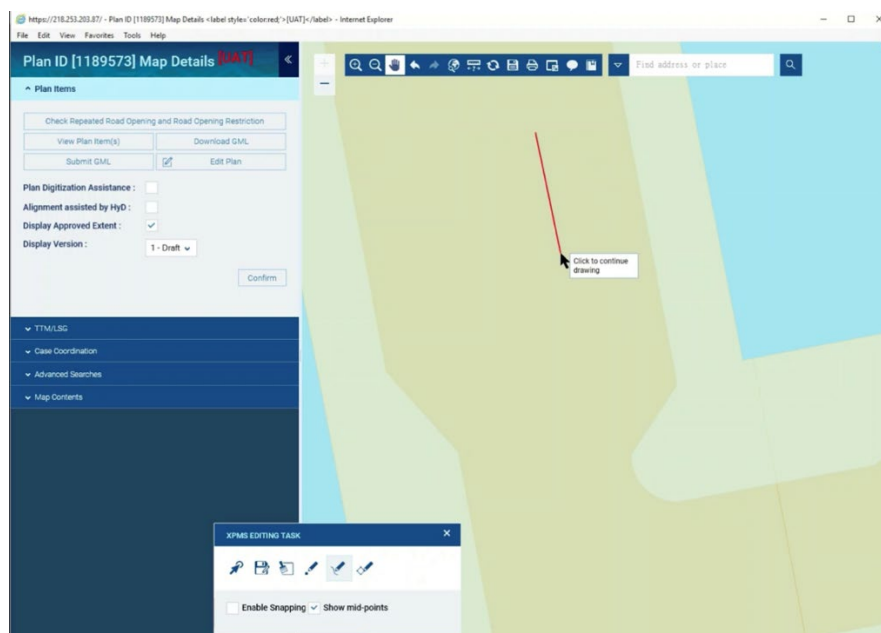 https://218.253.203.87/ - Plan ID [1189573] Map Details <label style='color:red;'>[UAT]</label> - Internet Explorer
File Edit View Favorites Tools Help
Plan ID [1189573] Map Details [UAT]
Find address or place
Plan Items
Check Repeated Road Opening and Road Opening Restriction
View Plan Item(s) Download GML
Submit GML Edit Plan
Plan Digitization Assistance :
Alignment assisted by HyD :
Display Approved Extent :
Display Version : 1 - Draft
Click to continue
drawing
Confirm
TTM/LSG
Case Coordination
Advanced Searches
Map Contents
XPMS EDITING TASK
Enable Snapping Show mid-points